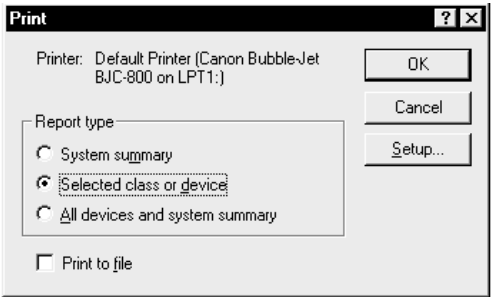 Print
Printer: Default Printer (Canon Bubble-Jet
BJC-800 on LPT1:)
OK
Cancel
Setup...
Report type
System summary
Selected class or device
All devices and system summary
Print to file